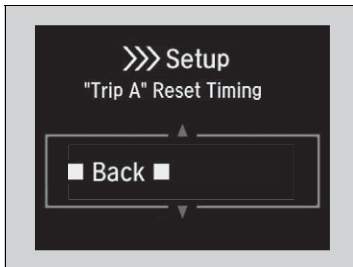 >>> Setup
"Trip A" Reset Timing
■ Back ■